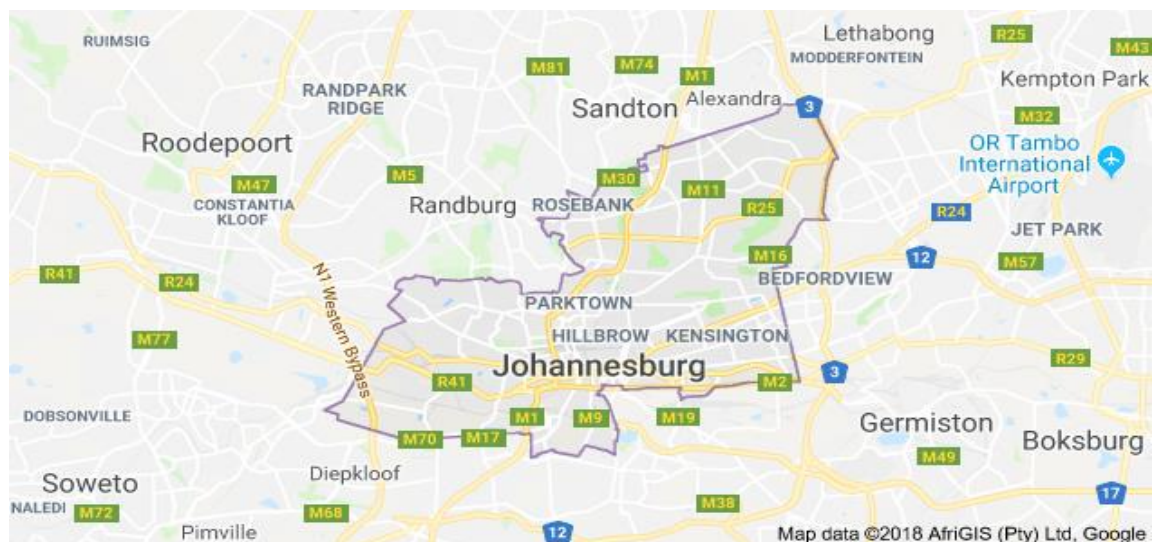 RUIMSIG
RANDPARK
RIDGE
Roodepoort
M47
CONSTANTIA
KLOOF
M5
Randburg
M81
M74
M1
Sandton
Alexandra
3
Lethabong
MODDERFONTEIN
R25
M43
Kempton Park
M32
OR Tambo
International
Airport
M30
M11
ROSEBANK
R25
R24
JET PARK
M57
M16
12
BEDFORDVIEW
R41
R24
N1 Western Bypass
M77
PARKTOWN
HILLBROW
KENSINGTON
Johannesburg
R41
M2
3
R29
M1
M9
M19
M70
M17
DOBSONVILLE
Germiston
Boksburg
M49
Diepkloof
Soweto
NALEDI
M72
M68
Pimville
12
M38
17
Map data ©2018 AfriGIS (Pty) Ltd, Google